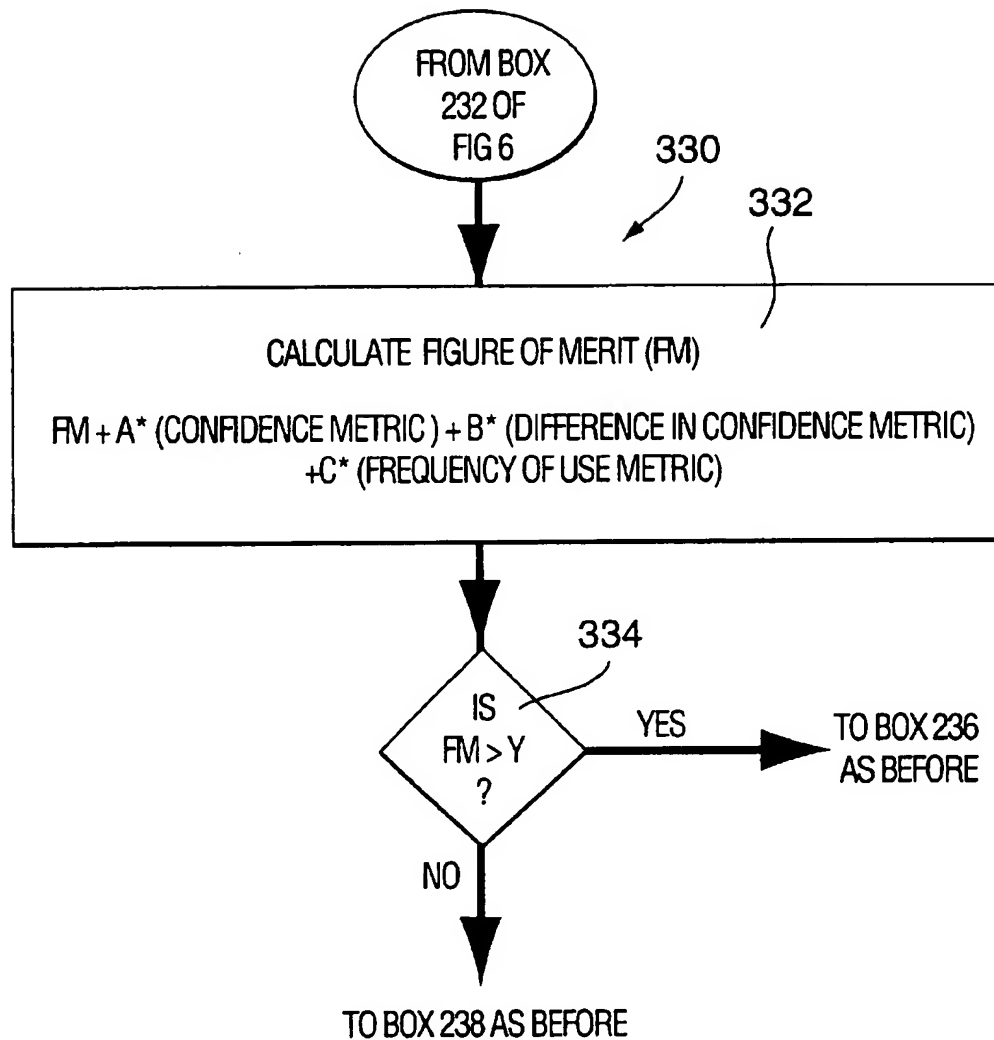 FROM BOX
232 OF
FIG 6
330
332
CALCULATE FIGURE OF MERIT (FM)
FM + A* (CONFIDENCE METRIC) + B* (DIFFERENCE IN CONFIDENCE METRIC)
+C* (FREQUENCY OF USE METRIC)
334
IS
FM > Y
?
YES
TO BOX 236
AS BEFORE
NO
TO BOX 238 AS BEFORE